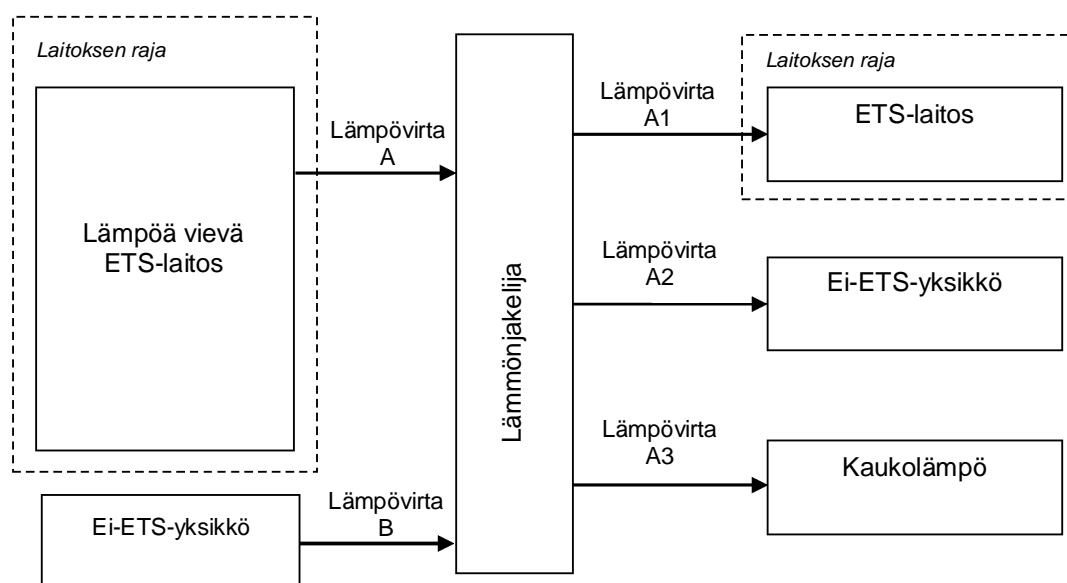 Laitoksen raja
Lämpöä vievä
ETS-laitos
Lämpövirta
A
Ei-ETS-yksikkö
Lämpövirta
B
Lämmönjakelija
Lämpövirta
A1
Laitoksen raja
ETS-laitos
Lämpövirta
A2
Ei-ETS-yksikkö
Lämpövirta
A3
Kaukolämpö